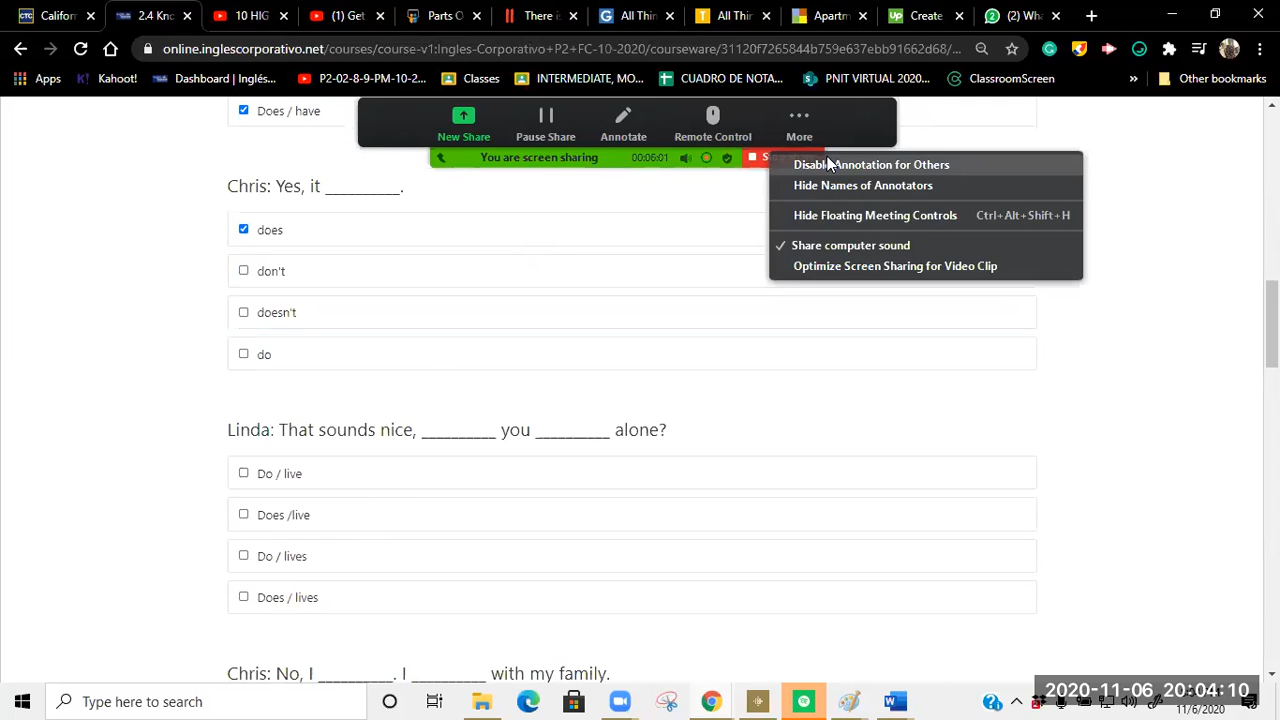 Californ
2.4 Kno
10 HIG
(1) Get
Parts O
There is
All Thin
All Thin
Apartm
Create
(2) Wha
online.inglescorporativo.net/courses/course-v1:Ingles-Corporativo+P2+FC-10-2020/courseware/31120f7265844b759e637ebb91662d68/...
Apps
Kahoot!
Dashboard | Inglés...
P2-02-8-9-PM-10-2...
Classes
INTERMEDIATE, MO...
CUADRO DE NOTA...
PNIT VIRTUAL 2020...
ClassroomScreen
Other bookmarks
Does / have
New Share
Pause Share
Annotate
Remote Control
More
You are screen sharing
00:06:01
Disable Annotation for Others
Hide Names of Annotators
Hide Floating Meeting Controls Ctrl+Alt+Shift+H
Share computer sound
Optimize Screen Sharing for Video Clip
Chris: Yes, it _________.
does
don't
doesn't
do
Linda: That sounds nice, _________ you _________ alone?
Do / live
Does /live
Do / lives
Does / lives
Chris: No, I _________. I _________ with my family.
Type here to search
2020-11-06 20:04:10
11/6/2020